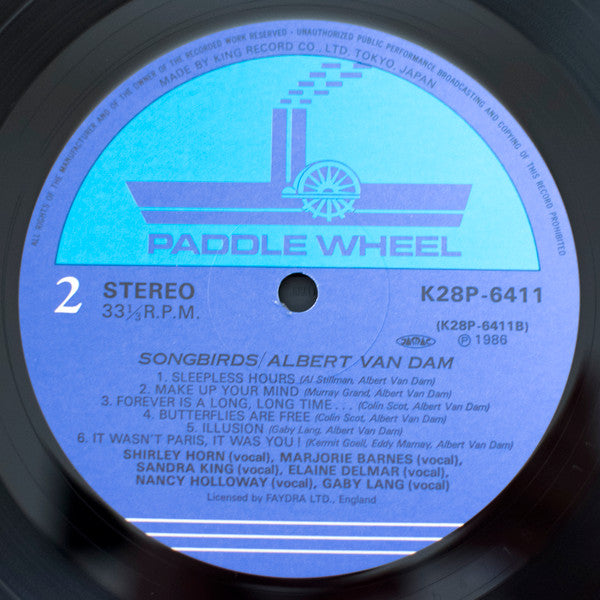 ALL RIGHTS OF THE MANUFACTURER AND OF THE OWNER OF THE RECORDED WORK RESERVED · UNAUTHORIZED PUBLIC PERFORMANCE BROADCASTING AND COPYING OF THIS RECORD PROHIBITED
MADE BY KING RECORD CO., LTD. TOKYO, JAPAN
PADDLE WHEEL
2 STEREO
33⅓ R.P.M.
K28P-6411
(K28P-6411B)
Ⓟ 1986
SONGBIRDS/ALBERT VAN DAM
1. SLEEPLESS HOURS (Al Stillman, Albert Van Dam)
2. MAKE UP YOUR MIND (Murray Grand, Albert Van Dam)
3. FOREVER IS A LONG, LONG TIME... (Colin Scot, Albert Van Dam)
4. BUTTERFLIES ARE FREE (Colin Scot, Albert Van Dam)
5. ILLUSION (Gaby Lang, Albert Van Dam)
6. IT WASN'T PARIS, IT WAS YOU! (Kermit Goell, Eddy Marnay, Albert Van Dam)
SHIRLEY HORN (vocal), MARJORIE BARNES (vocal),
SANDRA KING (vocal), ELAINE DELMAR (vocal),
NANCY HOLLOWAY (vocal), GABY LANG (vocal)
Licensed by FAYDRA LTD., England